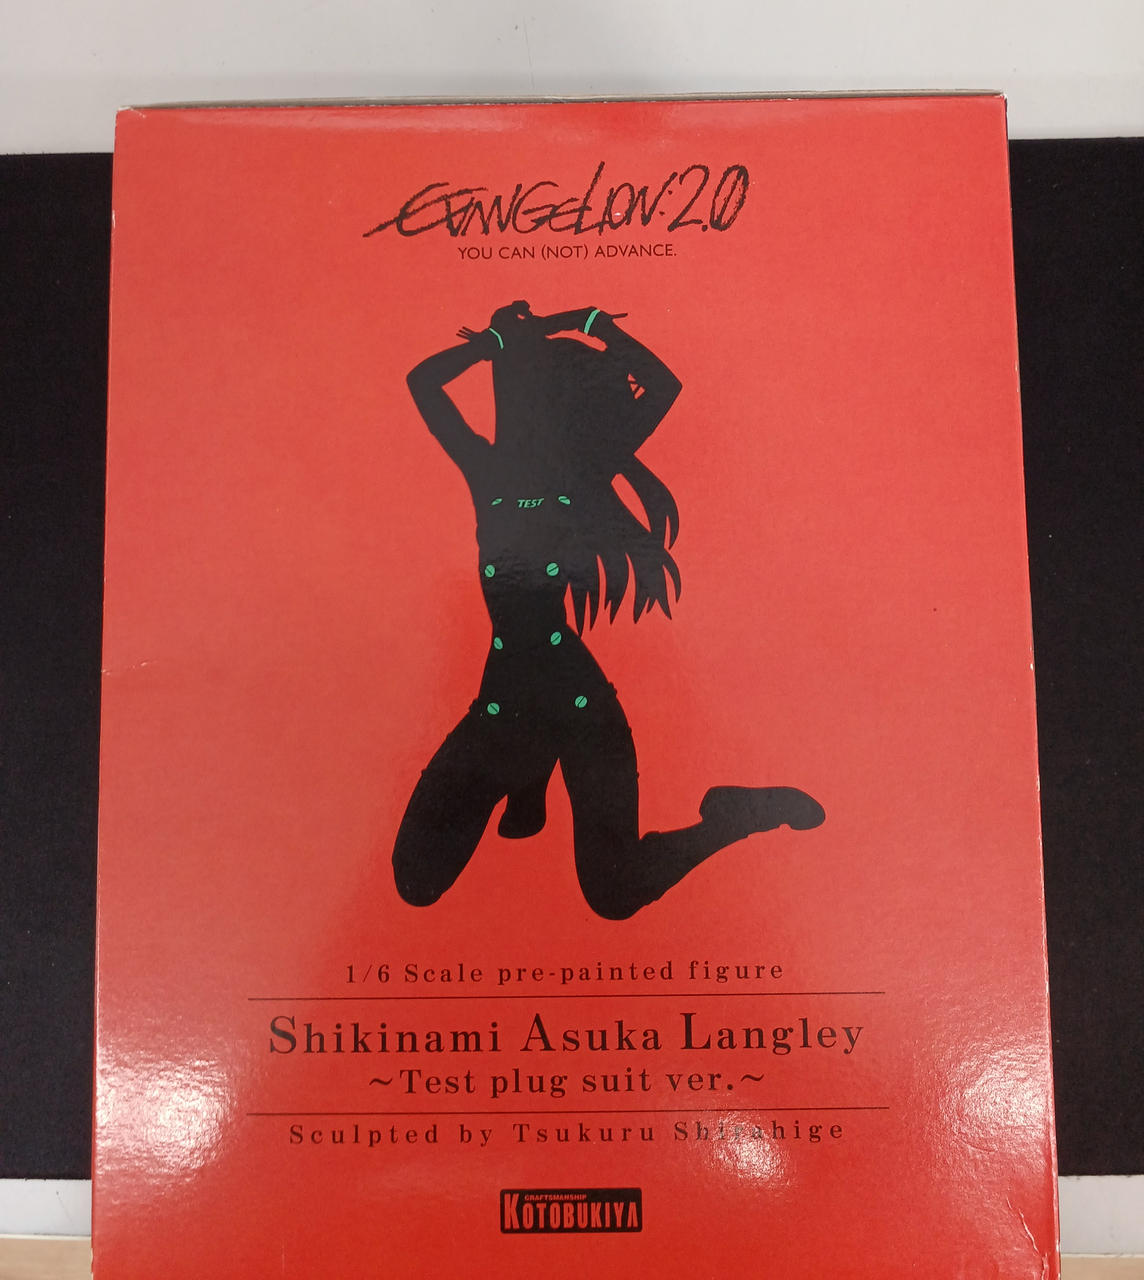 EVANGELION:2.0
YOU CAN (NOT) ADVANCE.
TEST
1/6 Scale pre-painted figure
Shikinami Asuka Langley
~Test plug suit ver.~
Sculpted by Tsukuru Shirahige
CRAFTSMANSHIP
KOTOBUKIYA